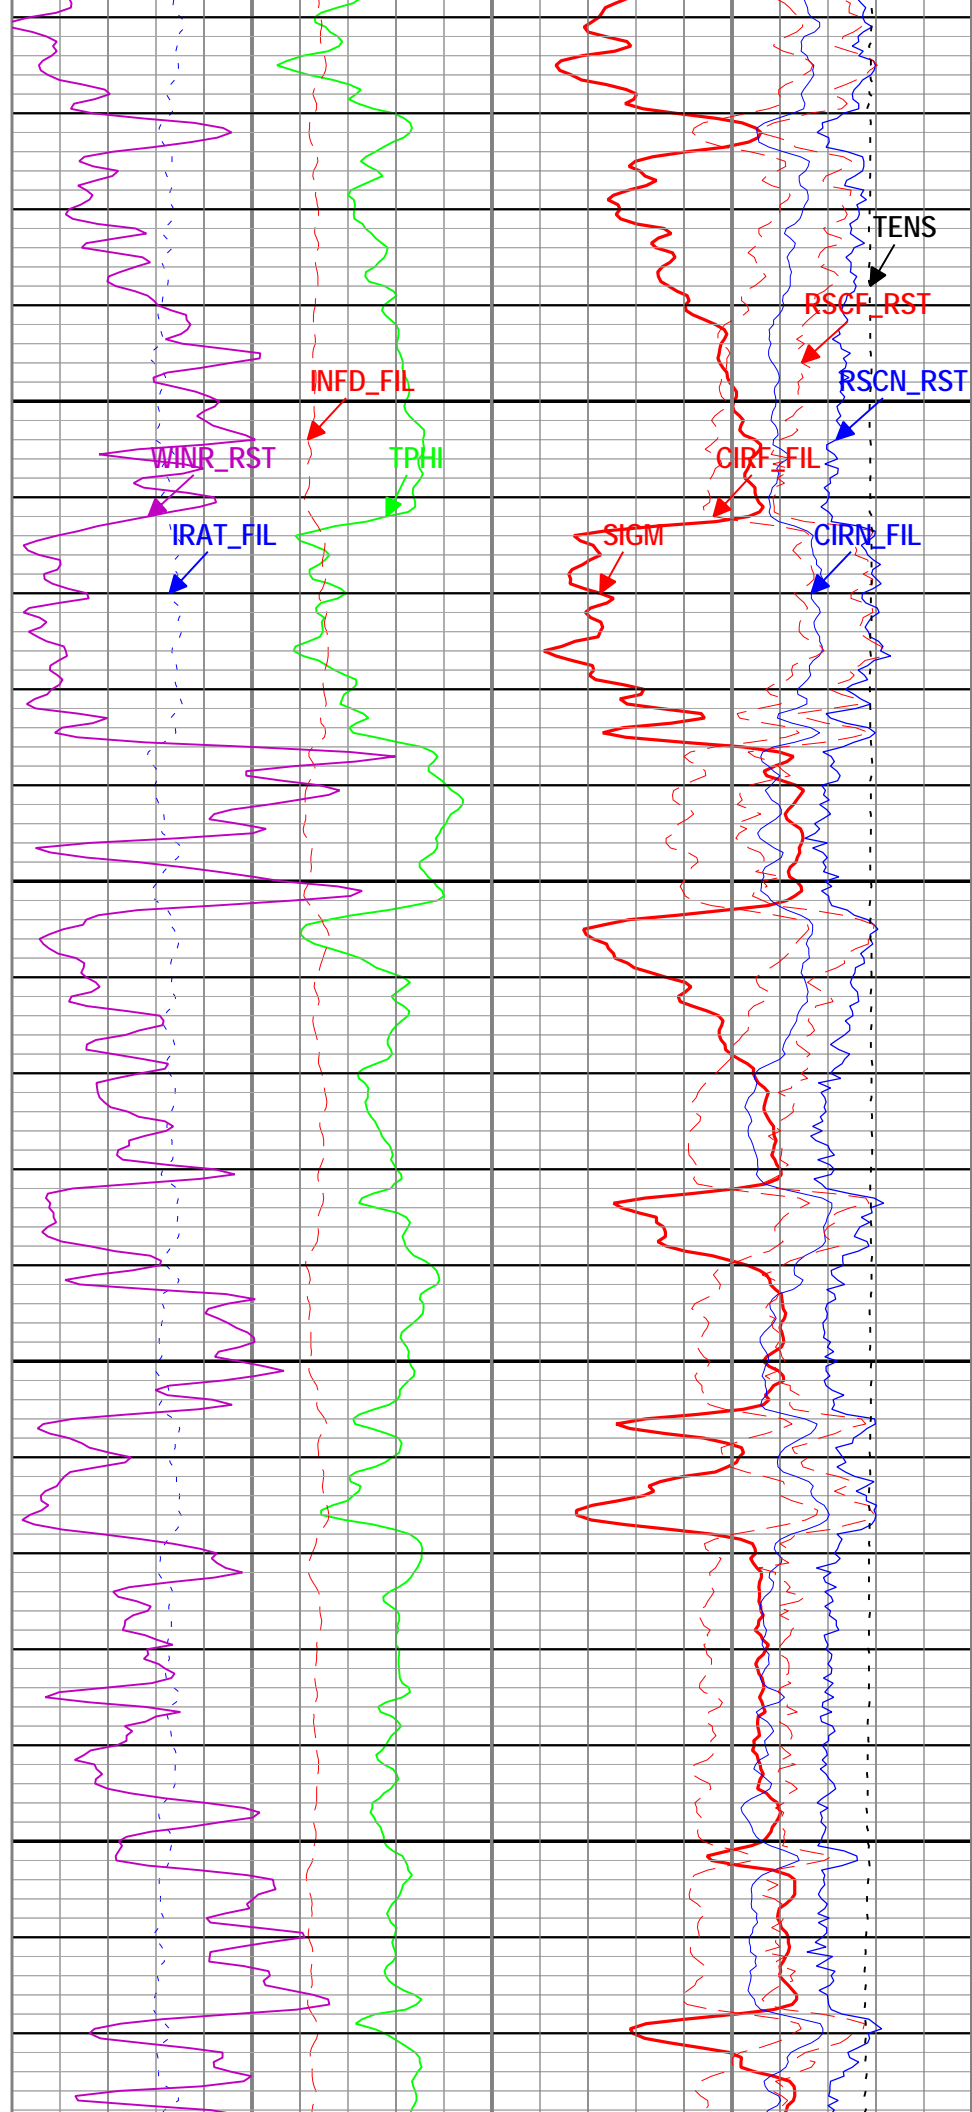 TENS
RSCF_RST
INFD_FIL
RSCN_RST
WINR_RST
TPHI
CIRF_FIL
IRAT_FIL
SIGM
CIRN_FIL